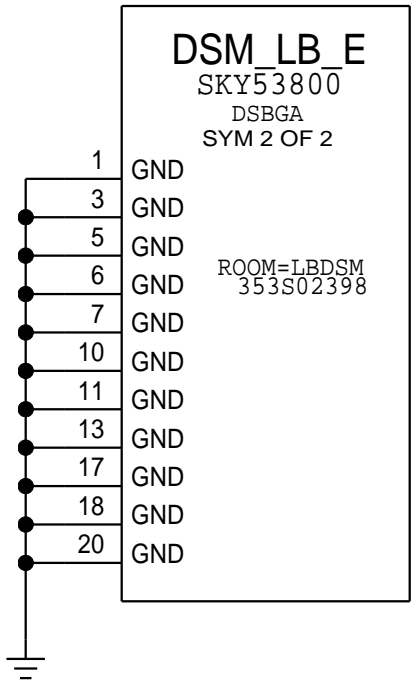 DSM_LB_E
SKY53800
DSBGA
SYM 2 OF 2
1 GND
3 GND
5 GND
6 GND
7 GND
10 GND
11 GND
13 GND
17 GND
18 GND
20 GND
ROOM=LBDSM
353S02398